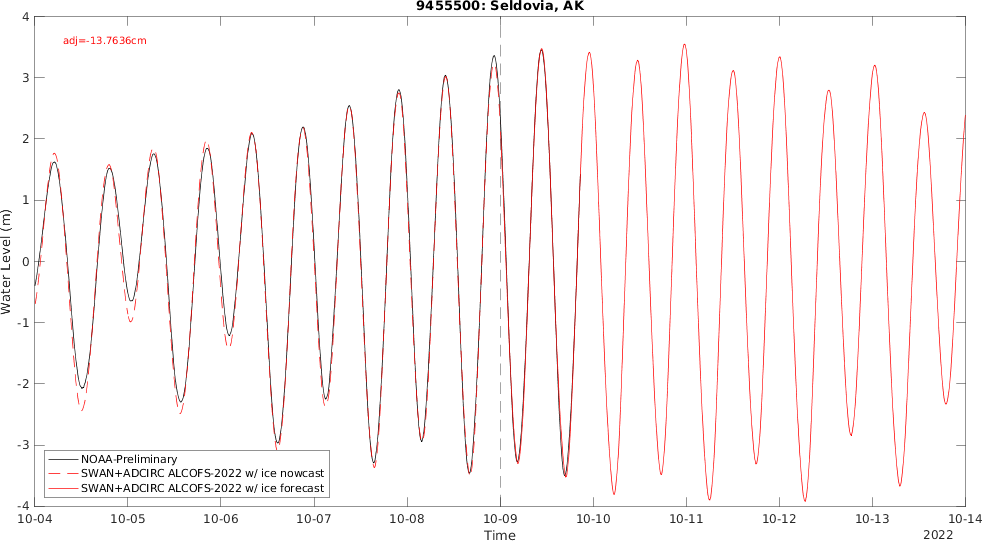 9455500: Seldovia, AK
adj=-13.7636cm
4
3
2
1
0
-1
-2
-3
-4
Water Level (m)
NOAA-Preliminary
SWAN+ADCIRC ALCOFS-2022 w/ ice nowcast
SWAN+ADCIRC ALCOFS-2022 w/ ice forecast
10-04 10-05 10-06 10-07 10-08 10-09 10-10 10-11 10-12 10-13 10-14
Time
2022